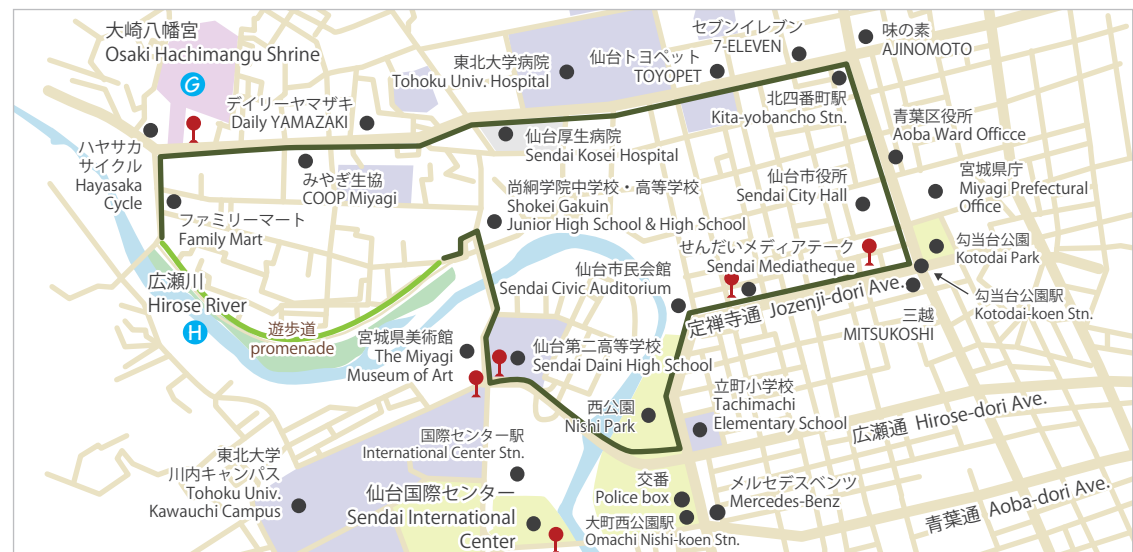 大崎八幡宮
Osaki Hachimangu Shrine
G
デイリーヤマザキ
Daily YAMAZAKI
ハヤサカ
サイクル
Hayasaka
Cycle
みやぎ生協
COOP Miyagi
ファミリーマート
Family Mart
広瀬川
Hirose River
H
遊歩道
promenade
東北大学病院
Tohoku Univ. Hospital
仙台トヨペット
TOYOPET
セブンイレブン
7-ELEVEN
味の素
AJINOMOTO
北四番町駅
Kita-yobancho Stn.
青葉区役所
Aoba Ward Officce
仙台厚生病院
Sendai Kosei Hospital
尚絅学院中学校・高等学校
Shokei Gakuin
Junior High School & High School
仙台市役所
Sendai City Hall
宮城県庁
Miyagi Prefectural
Office
せんだいメディアテーク
Sendai Mediatheque
勾当台公園
Kotodai Park
勾当台公園駅
Kotodai-koen Stn.
仙台市民会館
Sendai Civic Auditorium
定禅寺通 Jozenji-dori Ave.
三越
MITSUKOSHI
宮城県美術館
The Miyagi
Museum of Art
仙台第二高等学校
Sendai Daini High School
西公園
Nishi Park
立町小学校
Tachimachi
Elementary School
広瀬通 Hirose-dori Ave.
国際センター駅
International Center Stn.
東北大学
川内キャンパス
Tohoku Univ.
Kawauchi Campus
仙台国際センター
Sendai International
Center
交番
Police box
大町西公園駅
Omachi Nishi-koen Stn.
メルセデスベンツ
Mercedes-Benz
青葉通 Aoba-dori Ave.